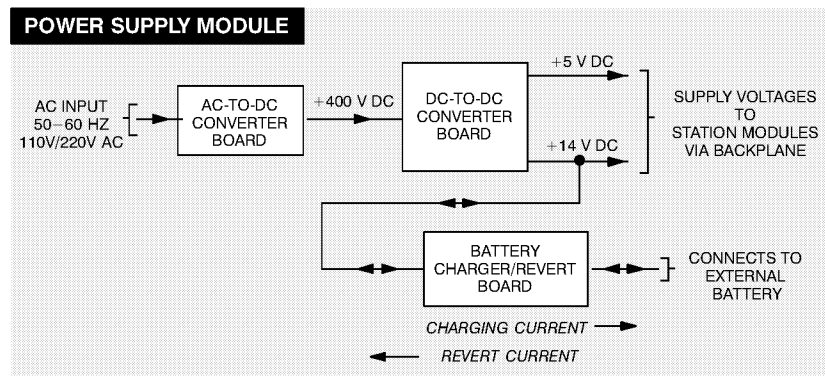 POWER SUPPLY MODULE
AC INPUT
50–60 HZ
110V/220V AC
AC-TO-DC
CONVERTER
BOARD
+400 V DC
DC-TO-DC
CONVERTER
BOARD
+5 V DC
+14 V DC
SUPPLY VOLTAGES
TO
STATION MODULES
VIA BACKPLANE
BATTERY
CHARGER/REVERT
BOARD
CONNECTS TO
EXTERNAL
BATTERY
CHARGING CURRENT
REVERT CURRENT